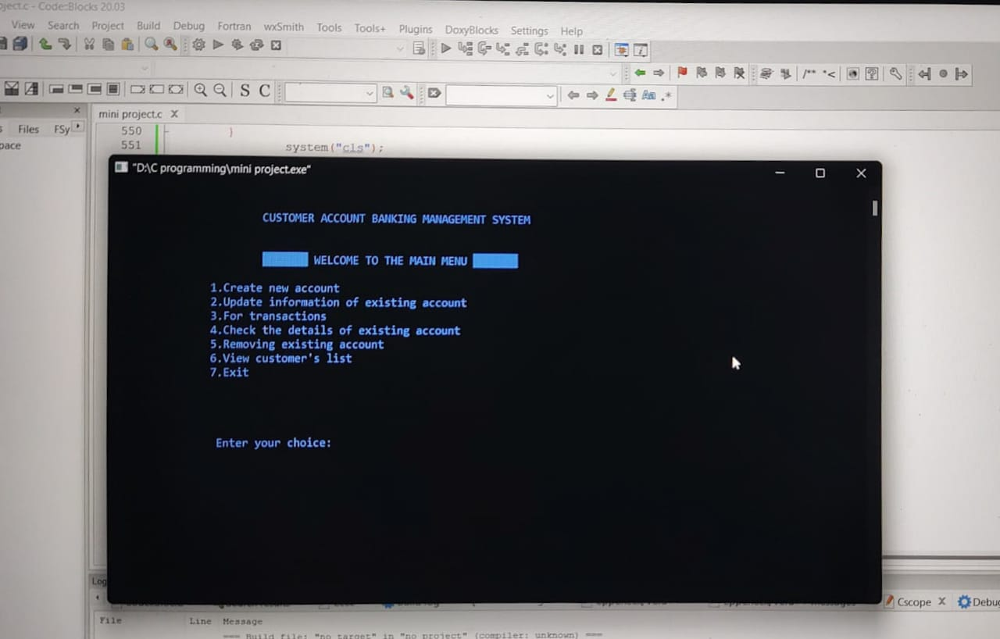 oject.c - Code::Blocks 20.03
View Search Project Build Debug Fortran wxSmith Tools Tools+ Plugins DoxyBlocks Settings Help
/** *<
S C
Aa .*
mini project.c X
s Files FSy
pace
550 }
551 system("cls");
"D:\C programming\mini project.exe"
CUSTOMER ACCOUNT BANKING MANAGEMENT SYSTEM
WELCOME TO THE MAIN MENU
1.Create new account
2.Update information of existing account
3.For transactions
4.Check the details of existing account
5.Removing existing account
6.View customer's list
7.Exit
Enter your choice:
Log
Cscope X Debug
File Line Message
=== Build file: "no target" in "no project" (compiler: unknown) ===